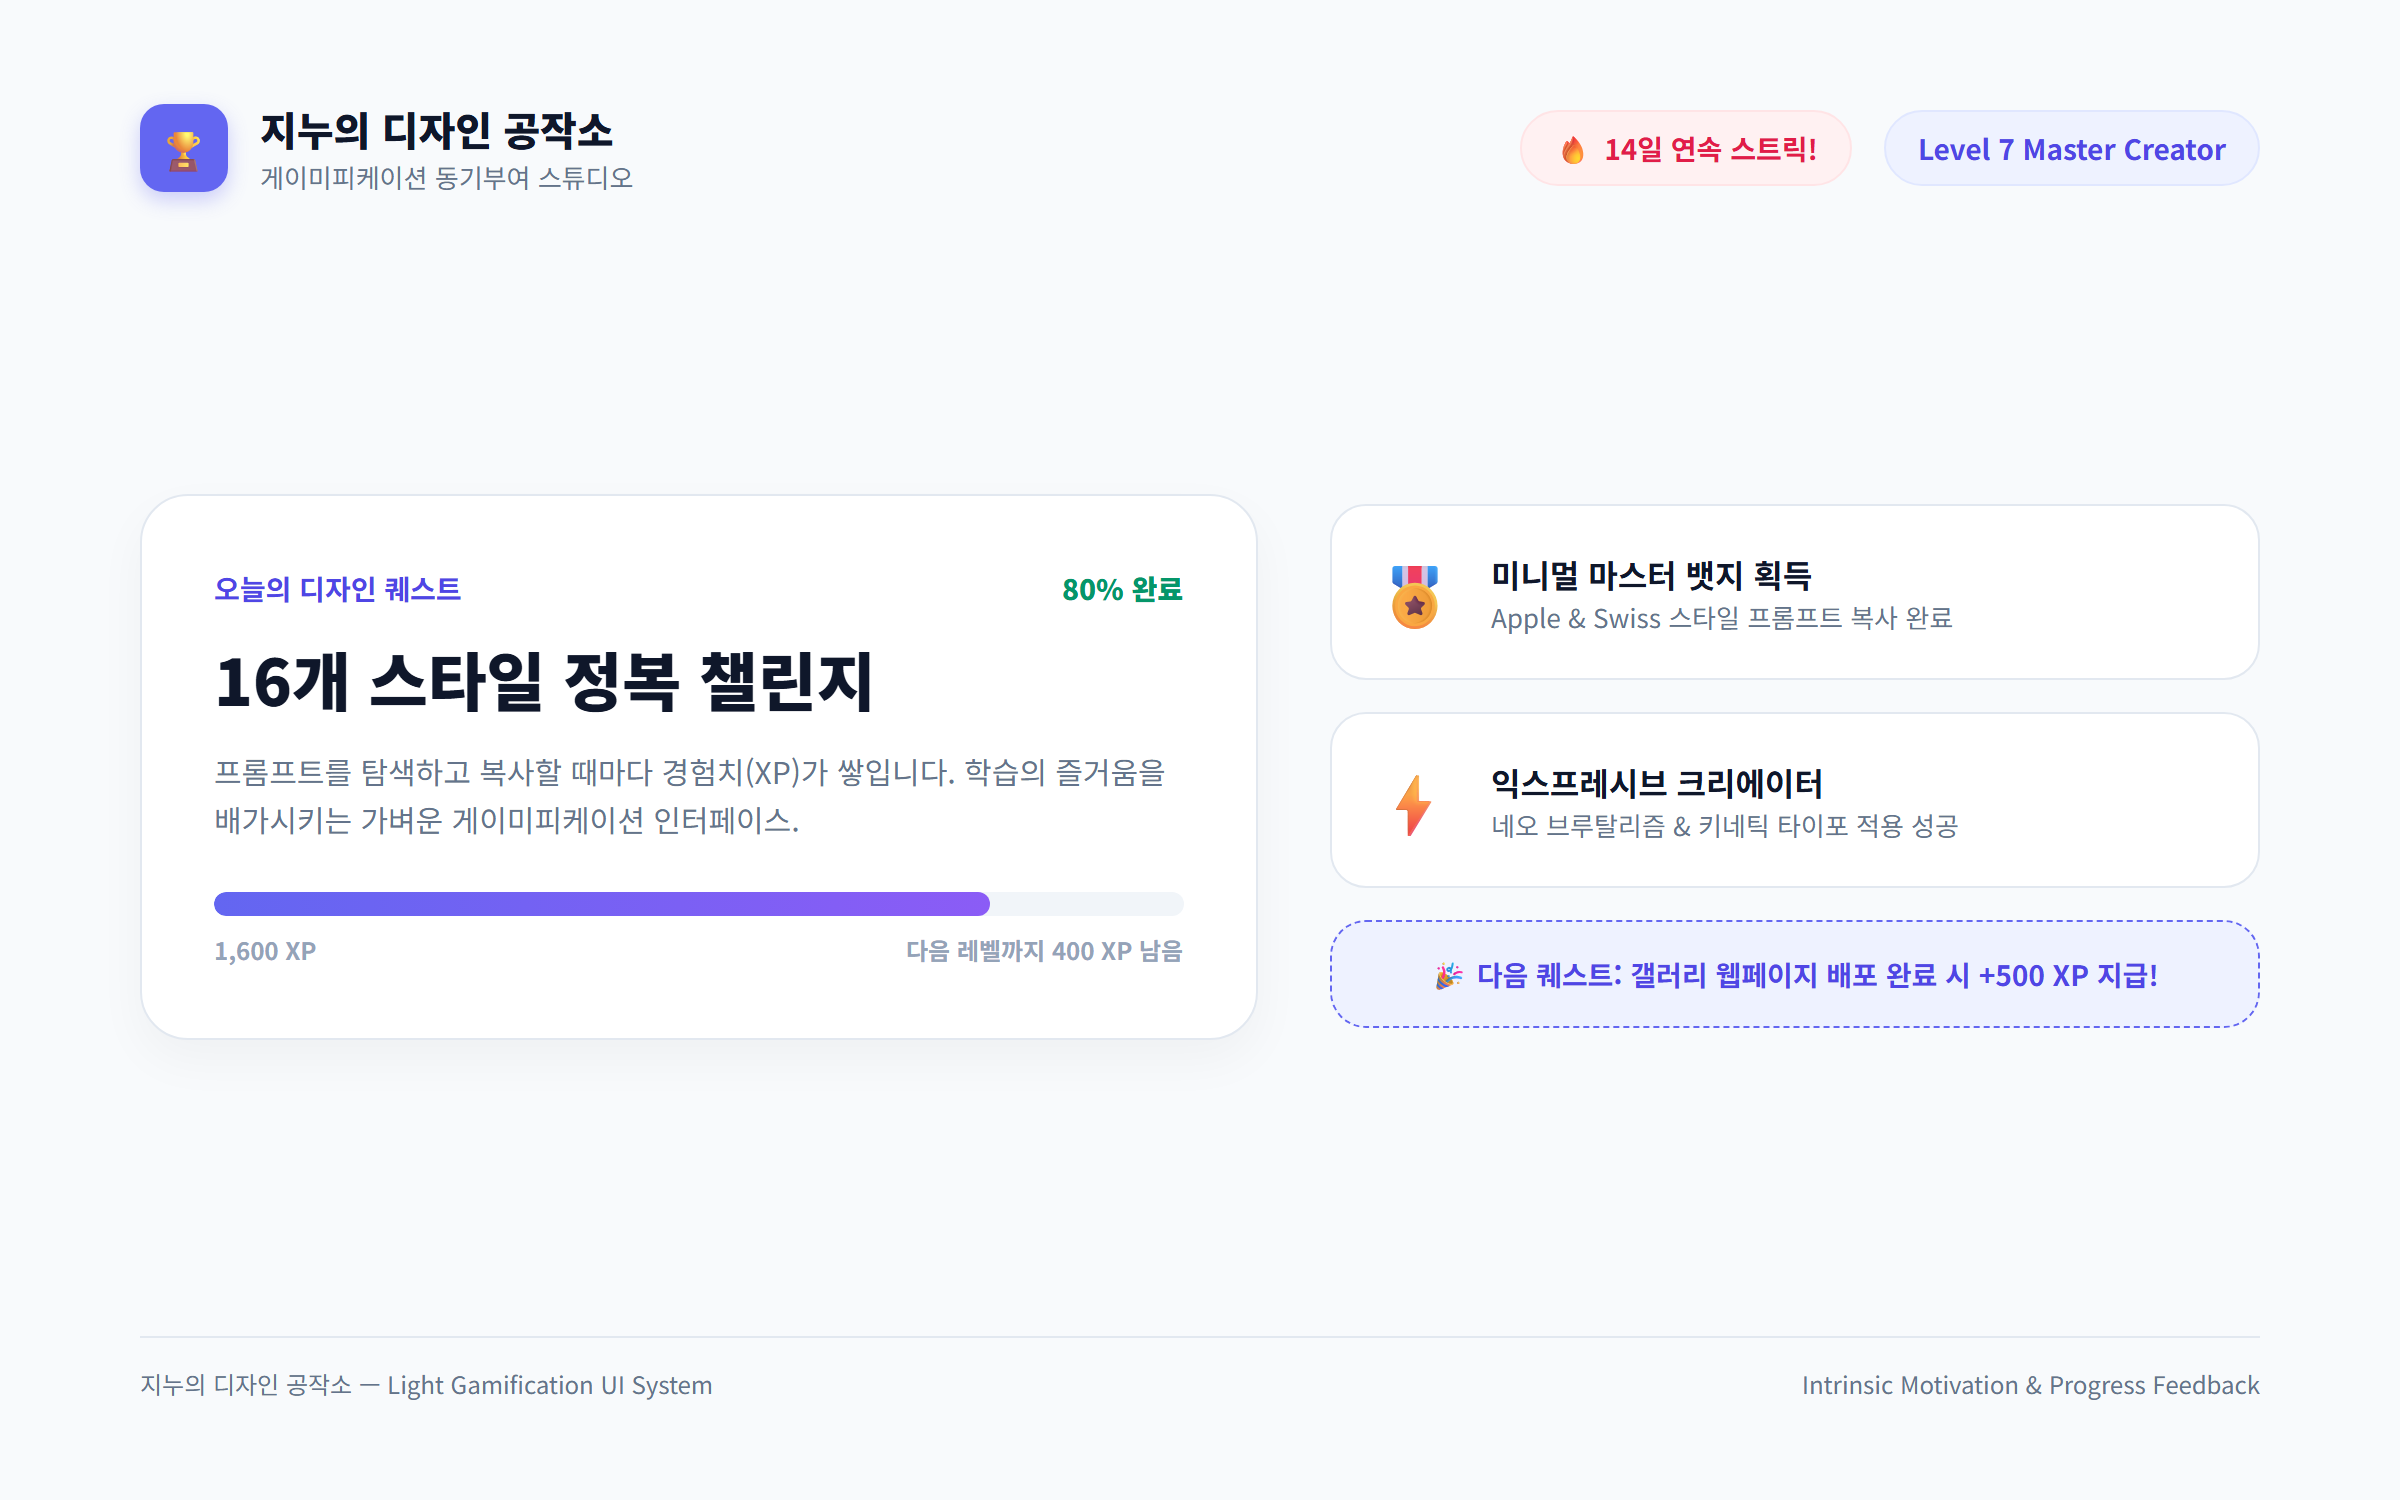 지누의 디자인 공작소
게이미피케이션 동기부여 스튜디오
14일 연속 스트릭!
Level 7 Master Creator
오늘의 디자인 퀘스트
80% 완료
16개 스타일 정복 챌린지
프롬프트를 탐색하고 복사할 때마다 경험치(XP)가 쌓입니다. 학습의 즐거움을
배가시키는 가벼운 게이미피케이션 인터페이스.
1,600 XP
다음 레벨까지 400 XP 남음
미니멀 마스터 뱃지 획득
Apple & Swiss 스타일 프롬프트 복사 완료
익스프레시브 크리에이터
네오 브루탈리즘 & 키네틱 타이포 적용 성공
다음 퀘스트: 갤러리 웹페이지 배포 완료 시 +500 XP 지급!
지누의 디자인 공작소 — Light Gamification UI System
Intrinsic Motivation & Progress Feedback